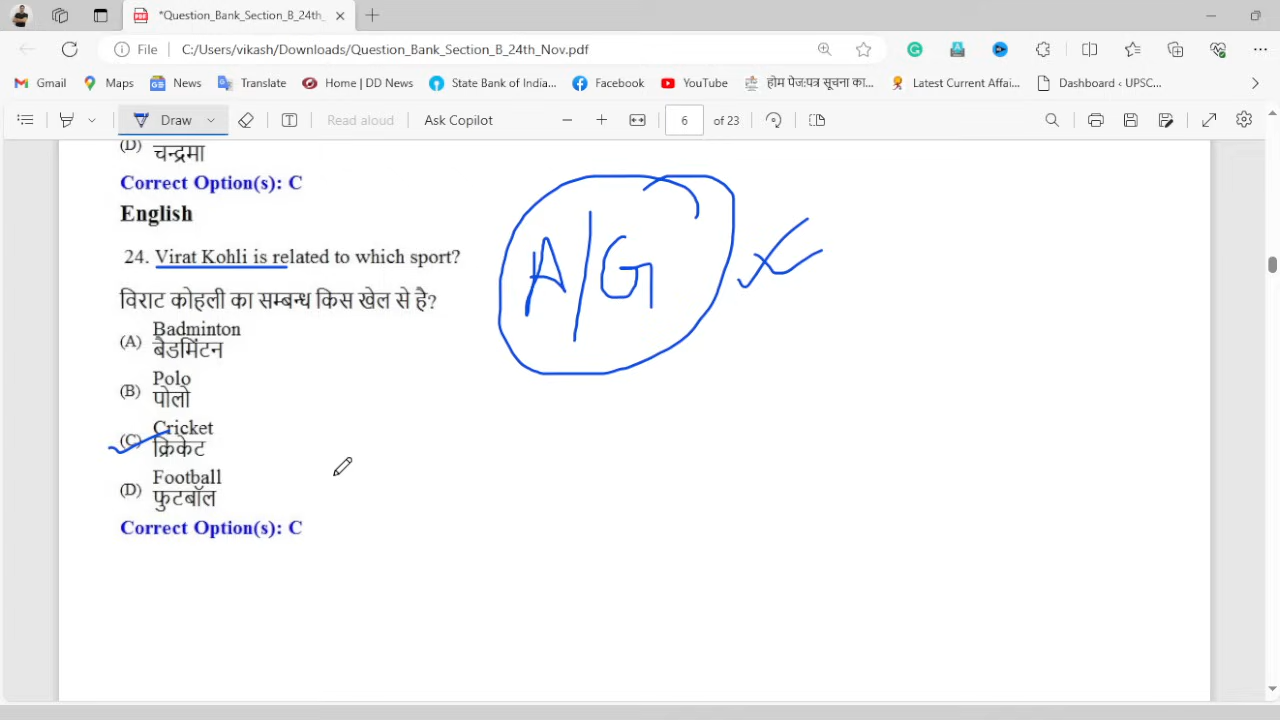 *Question_Bank_Section_B_24th_
File C:/Users/vikash/Downloads/Question_Bank_Section_B_24th_Nov.pdf
Gmail Maps News Translate Home | DD News State Bank of India... Facebook YouTube होम पेज:पत्र सूचना का... Latest Current Affai... Dashboard ‹ UPSC...
Draw Read aloud Ask Copilot 6 of 23
(D)
चन्द्रमा
Correct Option(s): C
English
24. Virat Kohli is related to which sport?
विराट कोहली का सम्बन्ध किस खेल से है?
(A) Badminton
बैडमिंटन
(B) Polo
पोलो
(C) Cricket
क्रिकेट
(D) Football
फुटबॉल
Correct Option(s): C
A/G